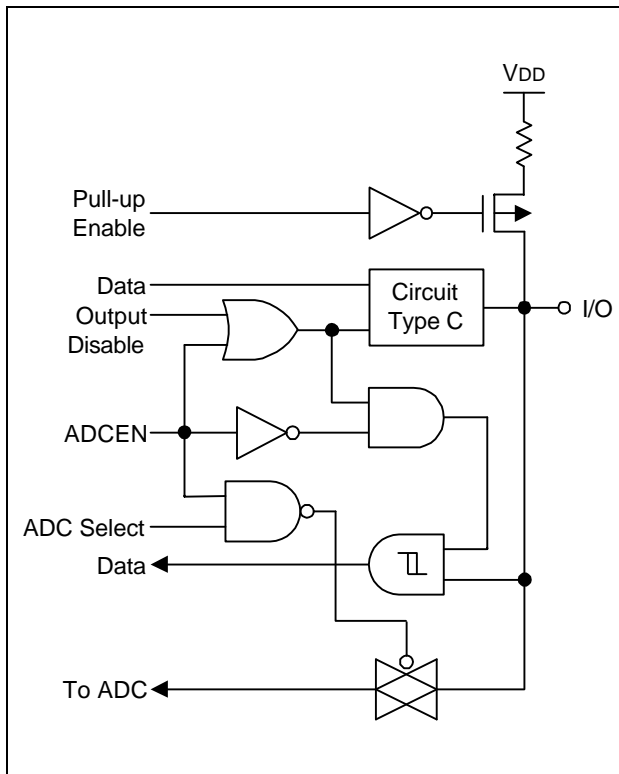 VDD
Pull-up
Enable
Data
Output
Disable
Circuit
Type C
I/O
ADCEN
ADC Select
Data
To ADC